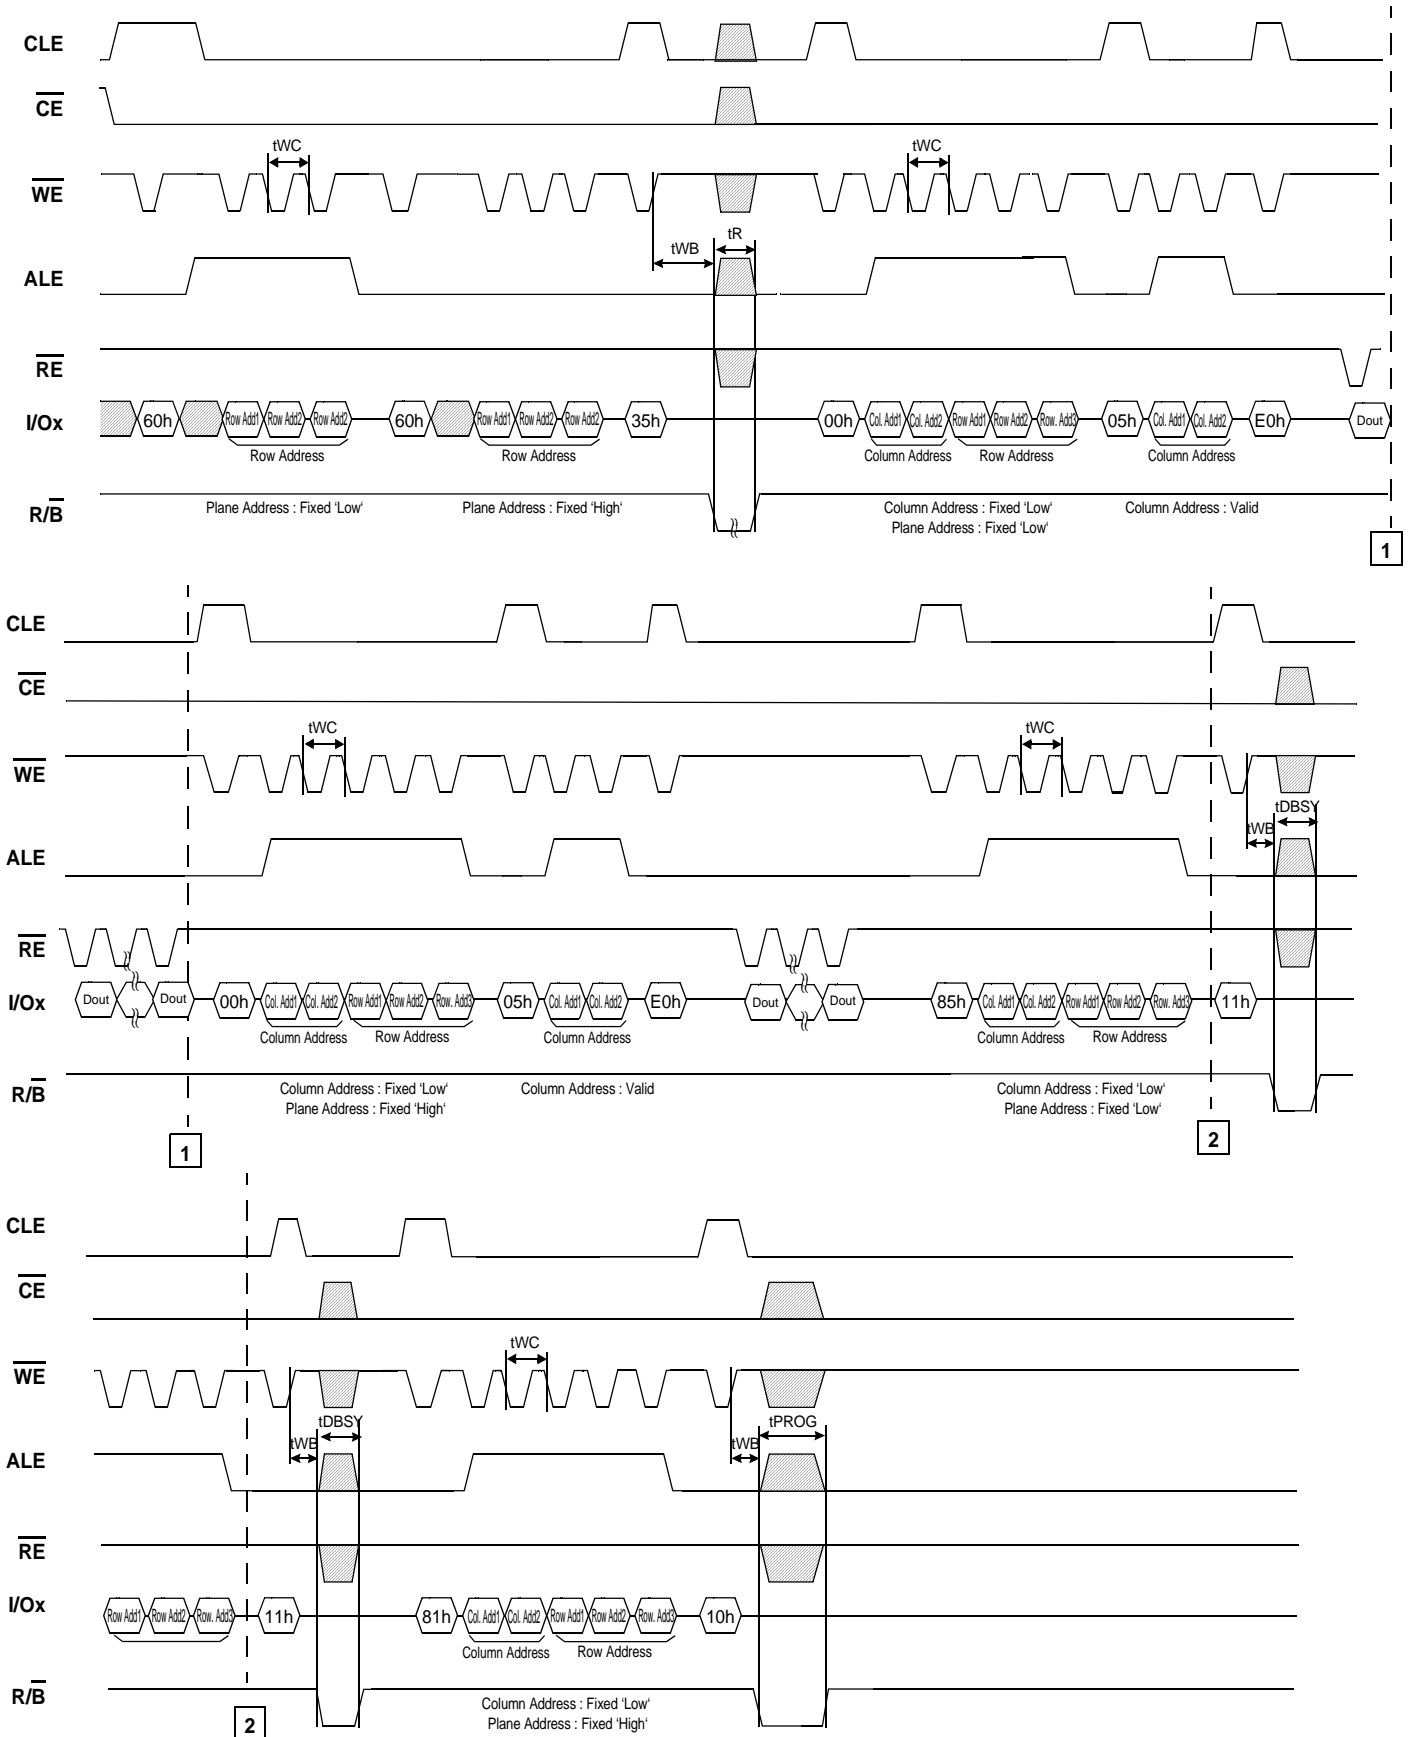 CLE
CE
tWC tWC
WE
tWB tR
ALE
RE
I/Ox 60h Row Add1 Row Add2 Row Add2 60h Row Add1 Row Add2 Row Add2 35h 00h Col. Add1 Col. Add2 Row Add1 Row Add2 Row. Add3 05h Col. Add1 Col. Add2 E0h Dout
Row Address Row Address Column Address Row Address Column Address
R/B Plane Address : Fixed ‘Low‘ Plane Address : Fixed ‘High‘ Column Address : Fixed ‘Low‘ Column Address : Valid
Plane Address : Fixed ‘Low‘
1
CLE
CE
tWC tWC
WE
tWB tDBSY
ALE
RE
I/Ox Dout Dout 00h Col. Add1 Col. Add2 Row Add1 Row Add2 Row. Add3 05h Col. Add1 Col. Add2 E0h Dout Dout 85h Col. Add1 Col. Add2 Row Add1 Row Add2 Row. Add3 11h
Column Address Row Address Column Address Column Address Row Address
R/B Column Address : Fixed ‘Low‘ Column Address : Valid Column Address : Fixed ‘Low‘
Plane Address : Fixed ‘High‘ Plane Address : Fixed ‘Low‘
1 2
CLE
CE
tWC
WE
tWB tDBSY tWB tPROG
ALE
RE
I/Ox Row Add1 Row Add2 Row. Add3 11h 81h Col. Add1 Col. Add2 Row Add1 Row Add2 Row. Add3 10h
Column Address Row Address
R/B Column Address : Fixed ‘Low‘
Plane Address : Fixed ‘High‘
2